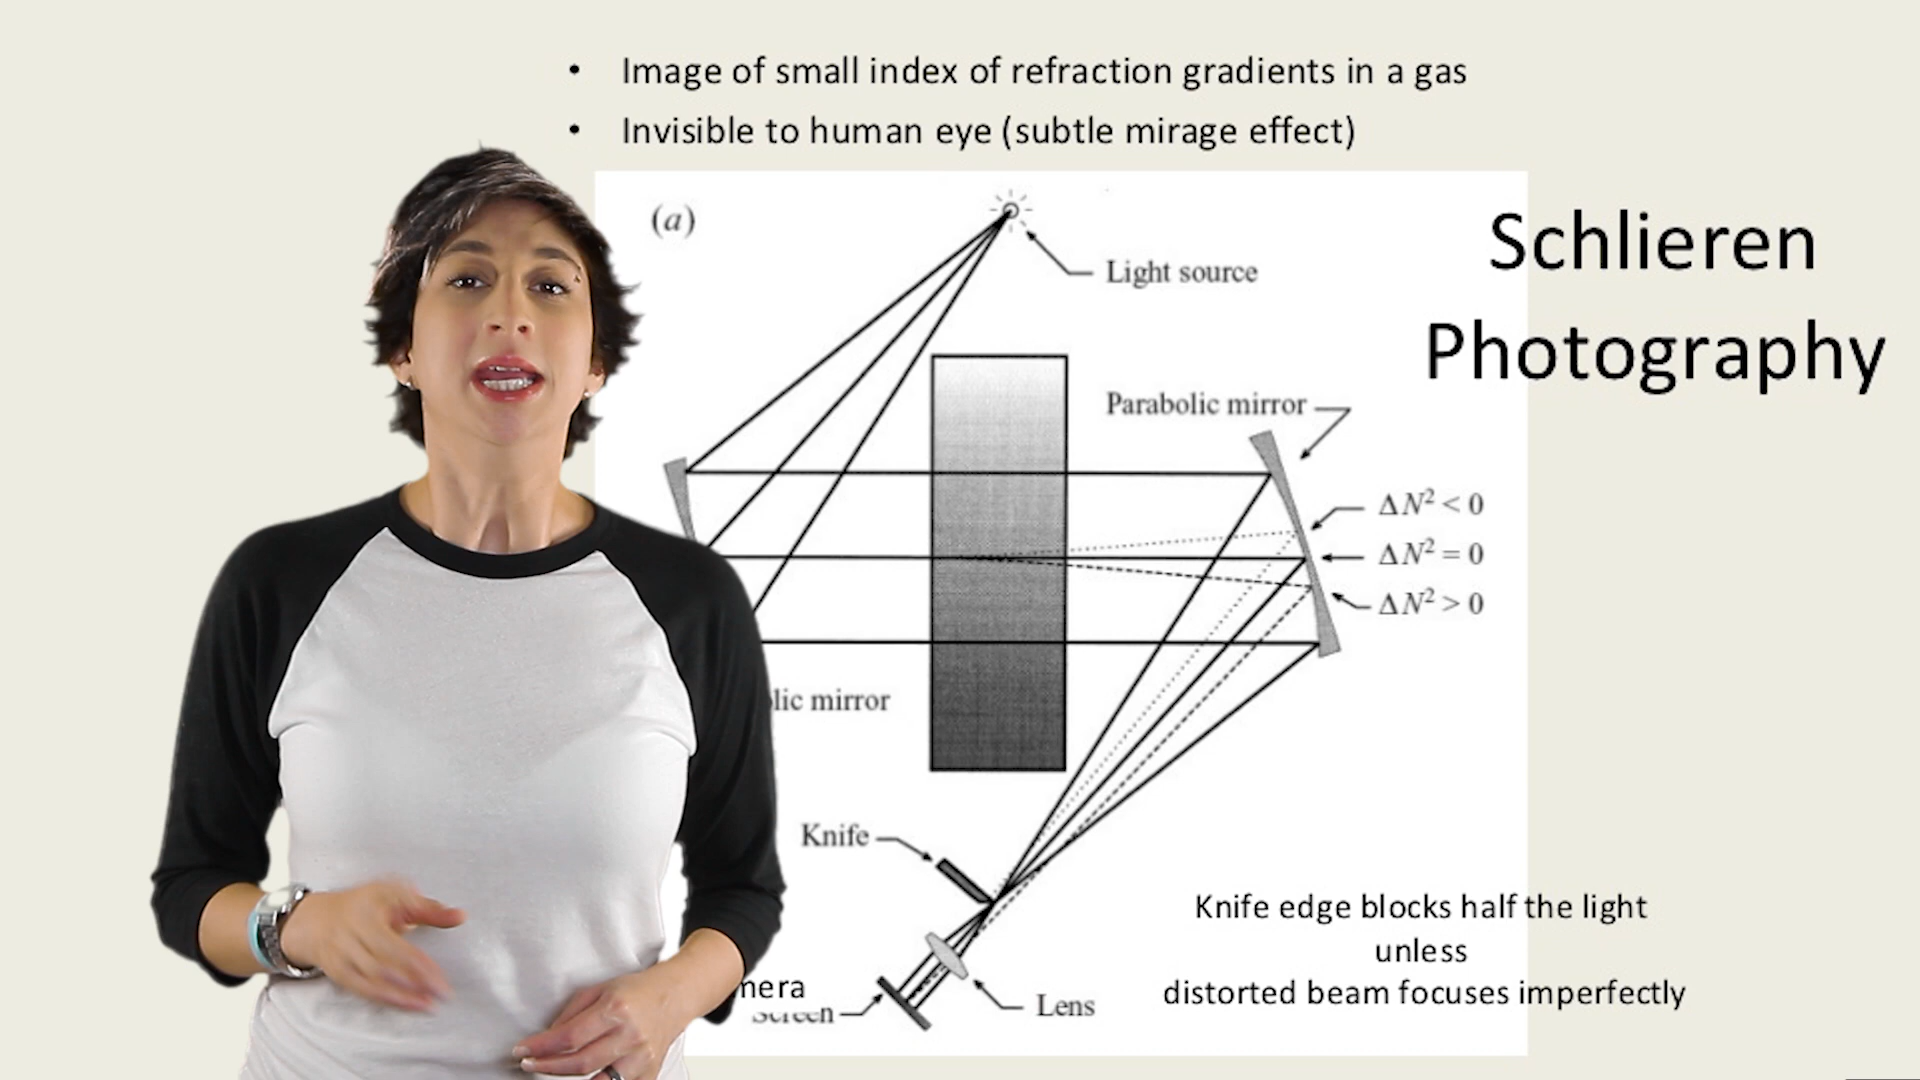 • Image of small index of refraction gradients in a gas
• Invisible to human eye (subtle mirage effect)
Schlieren
Photography
(a)
Light source
Parabolic mirror
ΔN² < 0
ΔN² = 0
ΔN² > 0
lic mirror
Knife
Knife edge blocks half the light
unless
distorted beam focuses imperfectly
mera
Screen
Lens